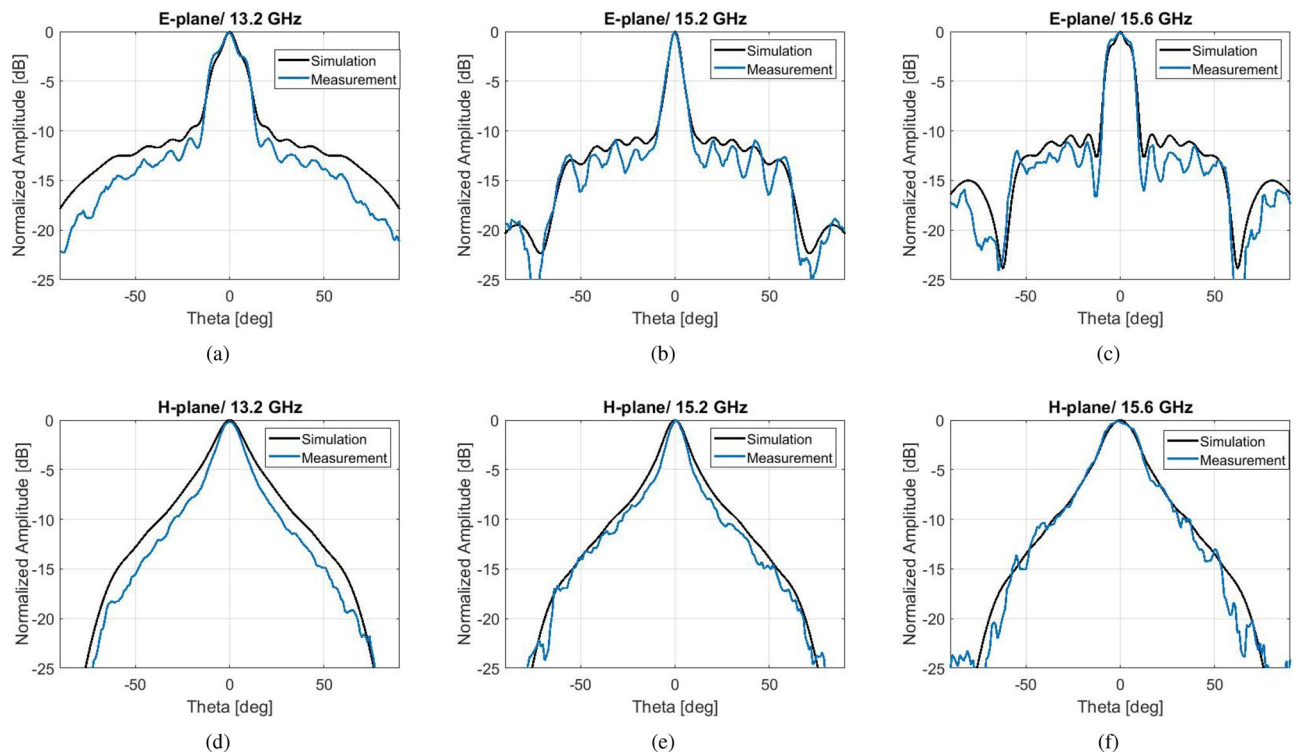 E-plane/ 13.2 GHz
0
-5
-10
-15
-20
-25
Normalized Amplitude [dB]
Simulation
Measurement
-50
0
50
Theta [deg]
(a)
E-plane/ 15.2 GHz
0
-5
-10
-15
-20
-25
Normalized Amplitude [dB]
Simulation
Measurement
-50
0
50
Theta [deg]
(b)
E-plane/ 15.6 GHz
0
-5
-10
-15
-20
-25
Normalized Amplitude [dB]
Simulation
Measurement
-50
0
50
Theta [deg]
(c)
H-plane/ 13.2 GHz
0
-5
-10
-15
-20
-25
Normalized Amplitude [dB]
Simulation
Measurement
-50
0
50
Theta [deg]
(d)
H-plane/ 15.2 GHz
0
-5
-10
-15
-20
-25
Normalized Amplitude [dB]
Simulation
Measurement
-50
0
50
Theta [deg]
(e)
H-plane/ 15.6 GHz
0
-5
-10
-15
-20
-25
Normalized Amplitude [dB]
Simulation
Measurement
-50
0
50
Theta [deg]
(f)